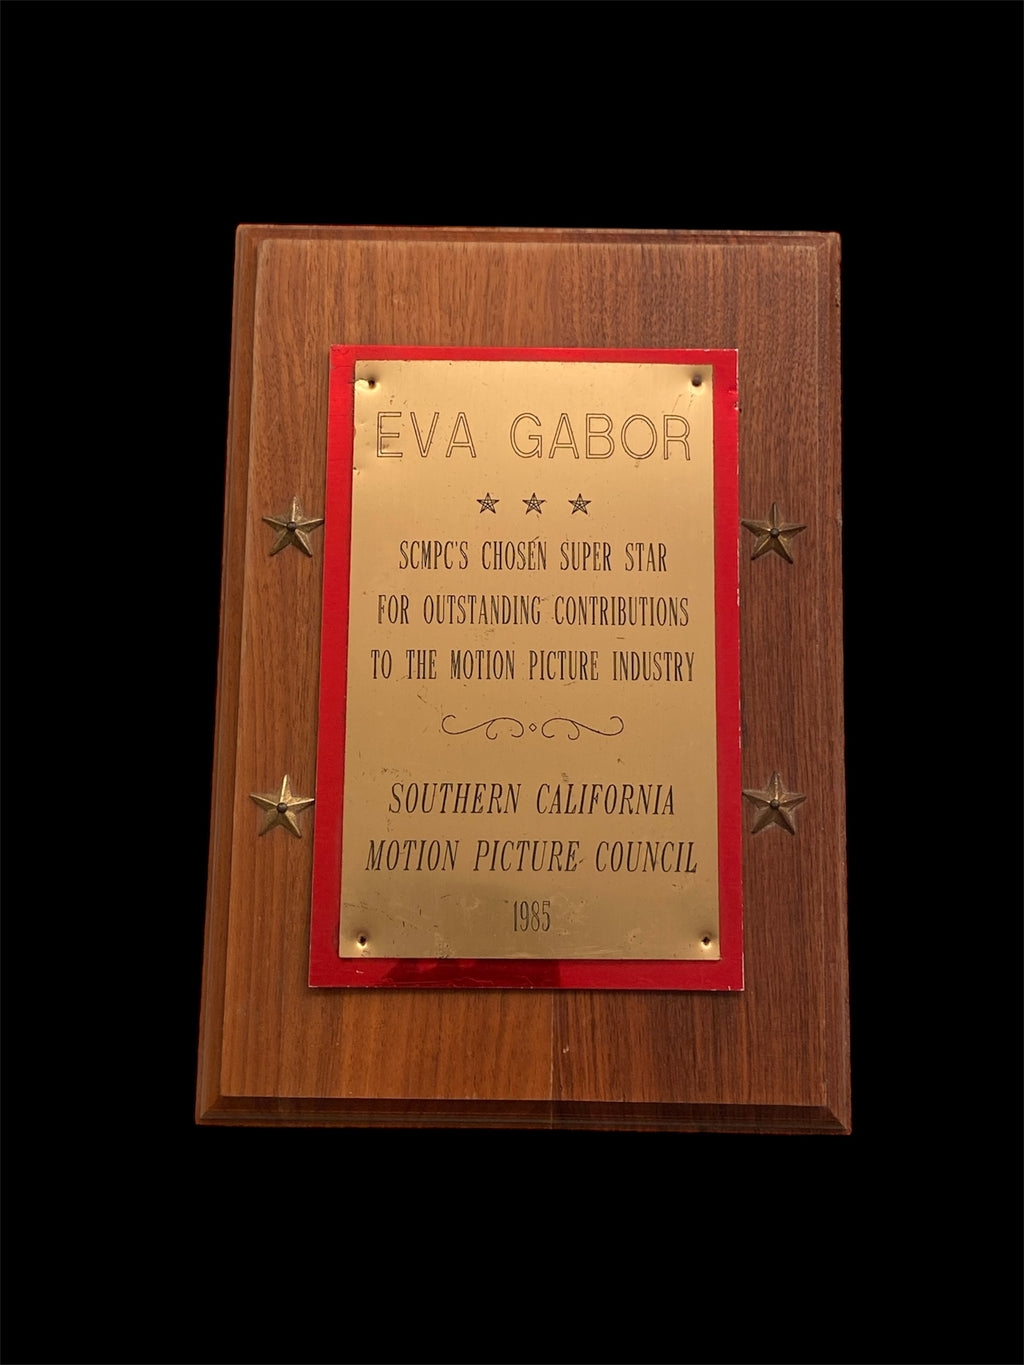 EVA GABOR
SCMPC'S CHOSEN SUPER STAR
FOR OUTSTANDING CONTRIBUTIONS
TO THE MOTION PICTURE INDUSTRY
SOUTHERN CALIFORNIA
MOTION PICTURE COUNCIL
1985